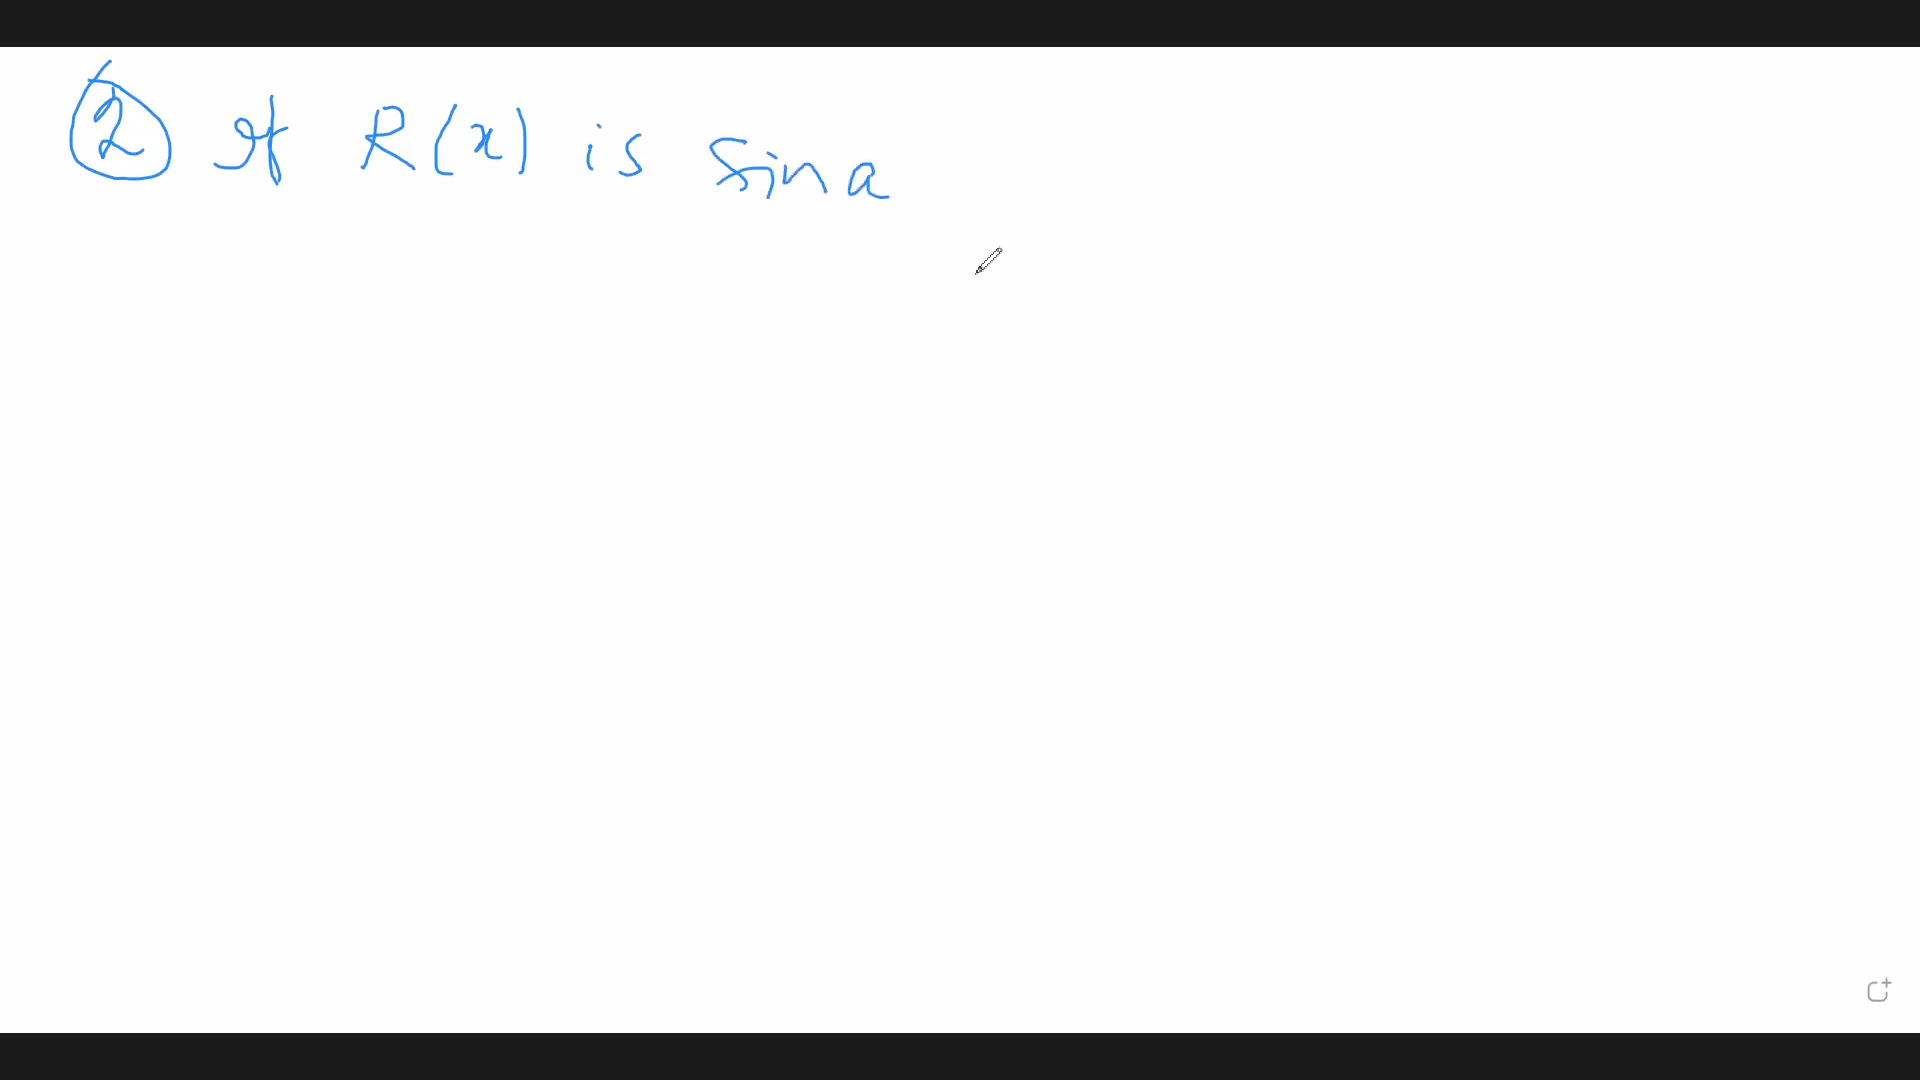 ② If R(x) is Sin a